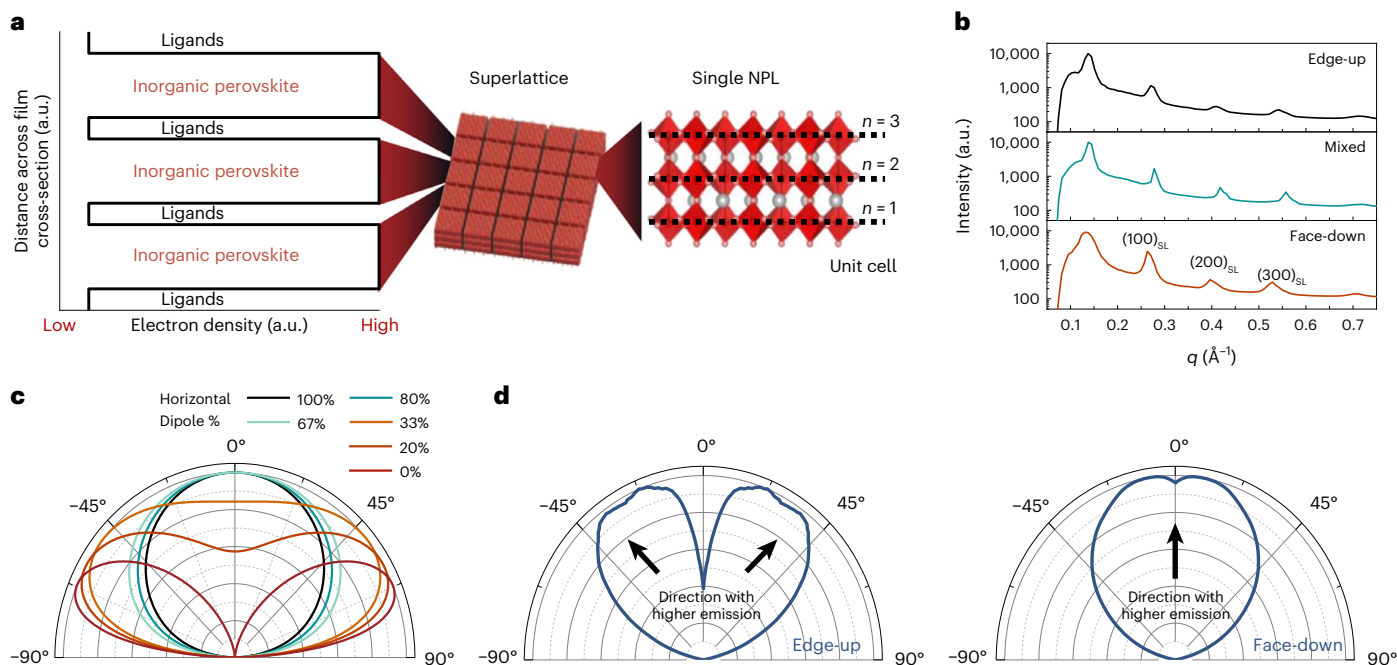 a
Distance across film
cross-section (a.u.)
Ligands
Inorganic perovskite
Ligands
Inorganic perovskite
Ligands
Inorganic perovskite
Ligands
Low
Electron density (a.u.)
High
Superlattice
Single NPL
n = 3
n = 2
n = 1
Unit cell
b
Intensity (a.u.)
10,000
1,000
100
Edge-up
10,000
1,000
100
Mixed
10,000
1,000
100
Face-down
(100)SL
(200)SL
(300)SL
0.1 0.2 0.3 0.4 0.5 0.6 0.7
q (Å−1)
c
Horizontal
Dipole %
100%
80%
67%
33%
20%
0%
0°
−45°
45°
−90°
90°
d
0°
−45°
45°
Direction with
higher emission
Edge-up
−90°
90°
0°
−45°
45°
Direction with
higher emission
Face-down
−90°
90°